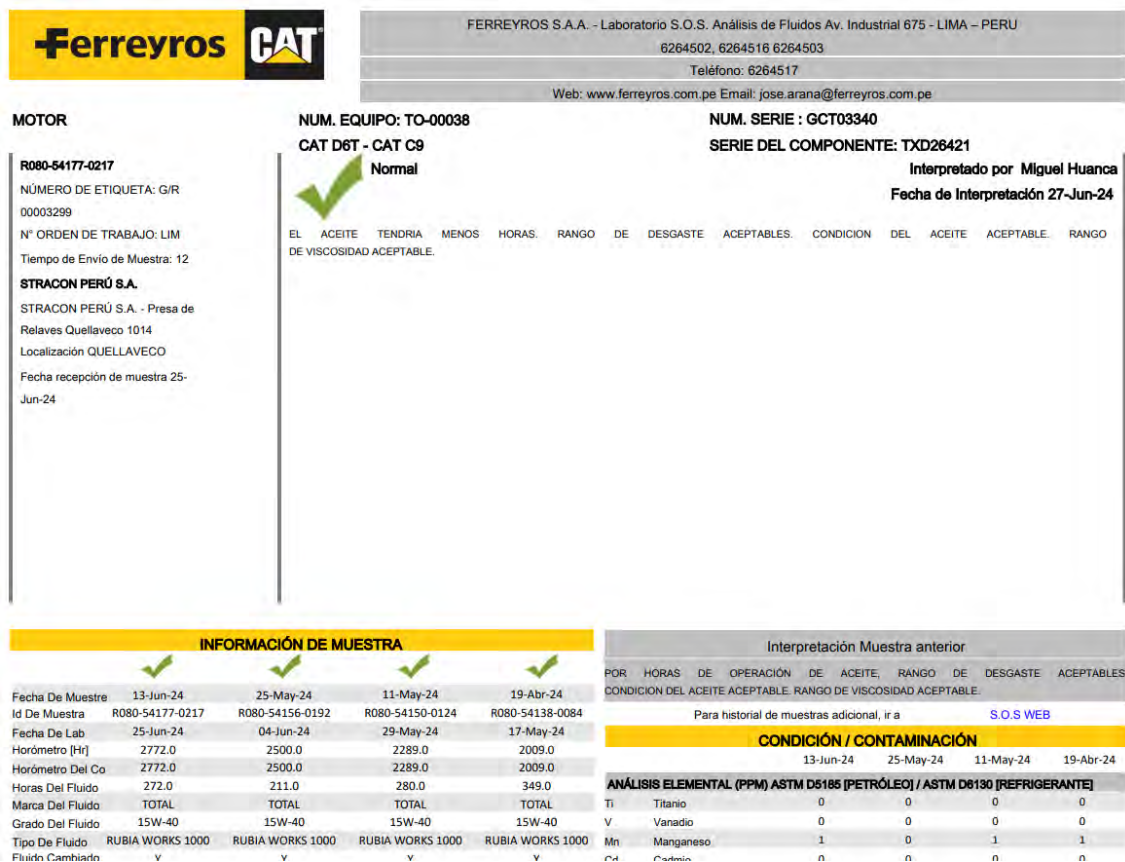 Ferreyros CAT
FERREYROS S.A.A. - Laboratorio S.O.S. Análisis de Fluidos Av. Industrial 675 - LIMA – PERU
6264502, 6264516 6264503
Teléfono: 6264517
Web: www.ferreyros.com.pe Email: jose.arana@ferreyros.com.pe
MOTOR
NUM. EQUIPO: TO-00038
NUM. SERIE : GCT03340
CAT D6T - CAT C9
SERIE DEL COMPONENTE: TXD26421
R080-54177-0217
NÚMERO DE ETIQUETA: G/R
00003299
N° ORDEN DE TRABAJO: LIM
Tiempo de Envío de Muestra: 12
STRACON PERÚ S.A.
STRACON PERÚ S.A. - Presa de
Relaves Quellaveco 1014
Localización QUELLAVECO
Fecha recepción de muestra 25-
Jun-24
Normal
Interpretado por Miguel Huanca
Fecha de Interpretación 27-Jun-24
EL ACEITE TENDRIA MENOS HORAS. RANGO DE DESGASTE ACEPTABLES. CONDICION DEL ACEITE ACEPTABLE. RANGO
DE VISCOSIDAD ACEPTABLE.
INFORMACIÓN DE MUESTRA
Fecha De Muestre 13-Jun-24 25-May-24 11-May-24 19-Abr-24
Id De Muestra R080-54177-0217 R080-54156-0192 R080-54150-0124 R080-54138-0084
Fecha De Lab 25-Jun-24 04-Jun-24 29-May-24 17-May-24
Horómetro [Hr] 2772.0 2500.0 2289.0 2009.0
Horómetro Del Co 2772.0 2500.0 2289.0 2009.0
Horas Del Fluido 272.0 211.0 280.0 349.0
Marca Del Fluido TOTAL TOTAL TOTAL TOTAL
Grado Del Fluido 15W-40 15W-40 15W-40 15W-40
Tipo De Fluido RUBIA WORKS 1000 RUBIA WORKS 1000 RUBIA WORKS 1000 RUBIA WORKS 1000
Fluido Cambiado Y Y Y Y
Interpretación Muestra anterior
POR HORAS DE OPERACIÓN DE ACEITE, RANGO DE DESGASTE ACEPTABLES
CONDICION DEL ACEITE ACEPTABLE. RANGO DE VISCOSIDAD ACEPTABLE.
Para historial de muestras adicional, ir a S.O.S WEB
CONDICIÓN / CONTAMINACIÓN
13-Jun-24 25-May-24 11-May-24 19-Abr-24
ANÁLISIS ELEMENTAL (PPM) ASTM D5185 [PETRÓLEO] / ASTM D6130 [REFRIGERANTE]
Ti Titanio 0 0 0 0
V Vanadio 0 0 0 0
Mn Manganeso 1 0 1 1
Cd Cadmio 0 0 0 0